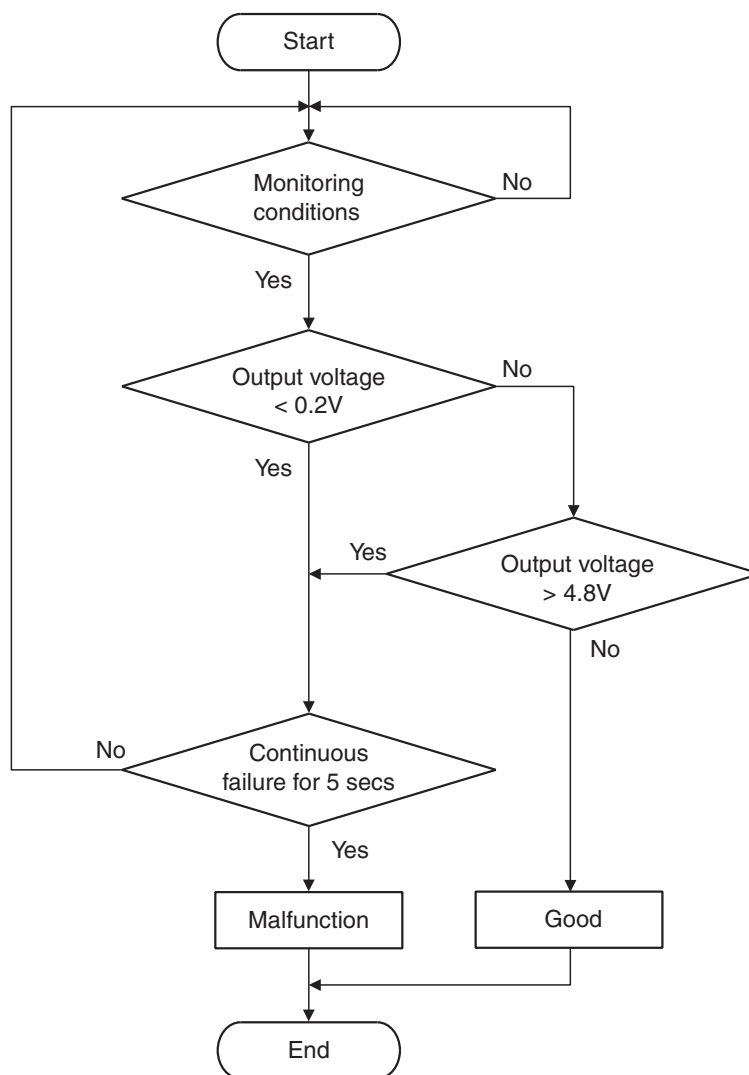 Start
Monitoring
conditions
No
Yes
Output voltage
< 0.2V
No
Yes
Yes
Output voltage
> 4.8V
No
No
Continuous
failure for 5 secs
Yes
Malfunction
Good
End